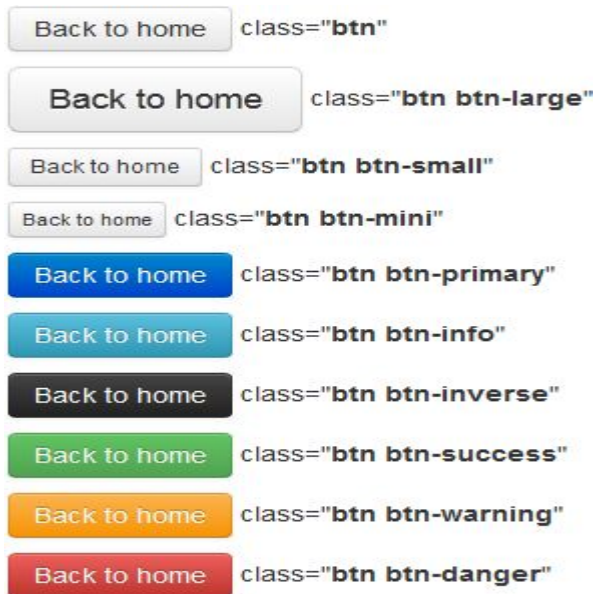 Back to home class="btn"
Back to home class="btn btn-large"
Back to home class="btn btn-small"
Back to home class="btn btn-mini"
Back to home class="btn btn-primary"
Back to home class="btn btn-info"
Back to home class="btn btn-inverse"
Back to home class="btn btn-success"
Back to home class="btn btn-warning"
Back to home class="btn btn-danger"